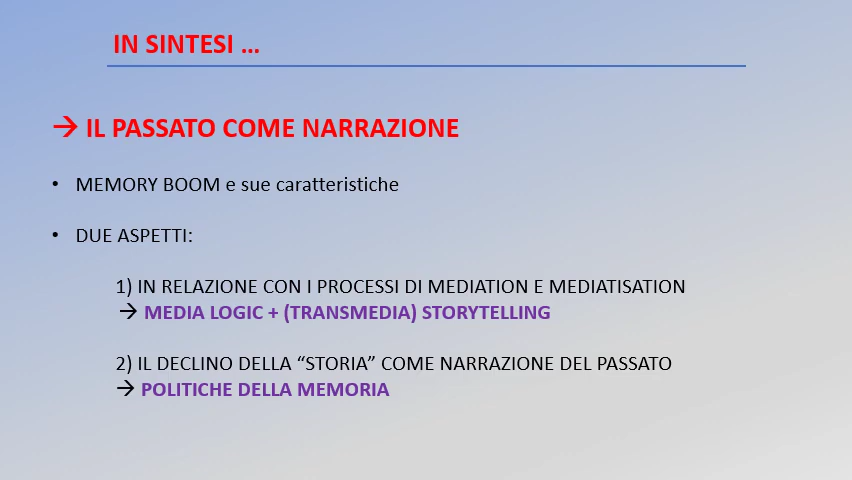 IN SINTESI …
→ IL PASSATO COME NARRAZIONE
• MEMORY BOOM e sue caratteristiche
• DUE ASPETTI:
1) IN RELAZIONE CON I PROCESSI DI MEDIATION E MEDIATISATION
→ MEDIA LOGIC + (TRANSMEDIA) STORYTELLING
2) IL DECLINO DELLA “STORIA” COME NARRAZIONE DEL PASSATO
→ POLITICHE DELLA MEMORIA